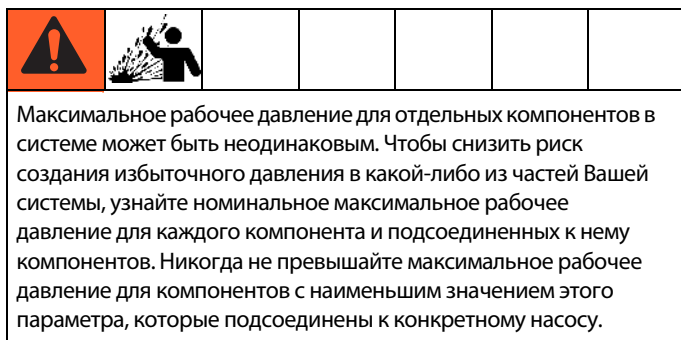 Максимальное рабочее давление для отдельных компонентов в
системе может быть неодинаковым. Чтобы снизить риск
создания избыточного давления в какой-либо из частей Вашей
системы, узнайте номинальное максимальное рабочее
давление для каждого компонента и подсоединенных к нему
компонентов. Никогда не превышайте максимальное рабочее
давление для компонентов с наименьшим значением этого
параметра, которые подсоединены к конкретному насосу.